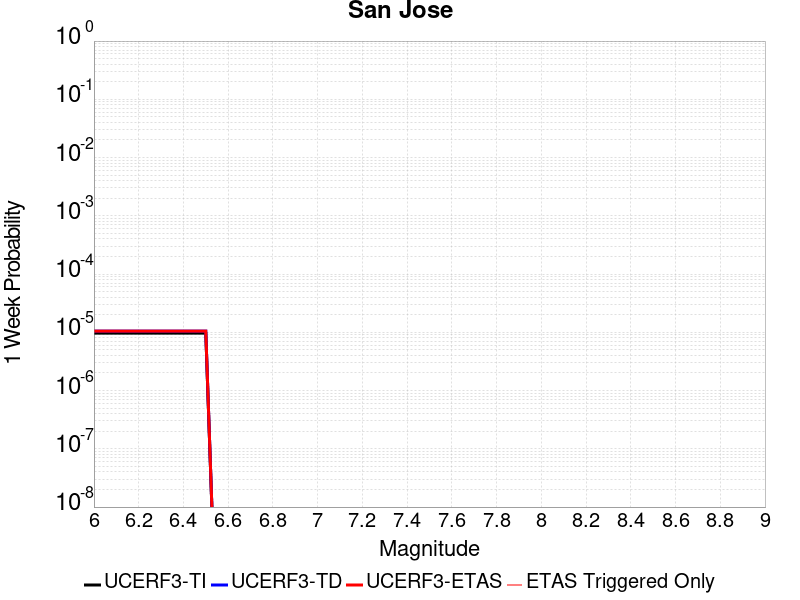 San Jose
1 Week Probability
10^0
10^-1
10^-2
10^-3
10^-4
10^-5
10^-6
10^-7
10^-8
6 6.2 6.4 6.6 6.8 7 7.2 7.4 7.6 7.8 8 8.2 8.4 8.6 8.8 9
Magnitude
UCERF3-TI UCERF3-TD UCERF3-ETAS ETAS Triggered Only